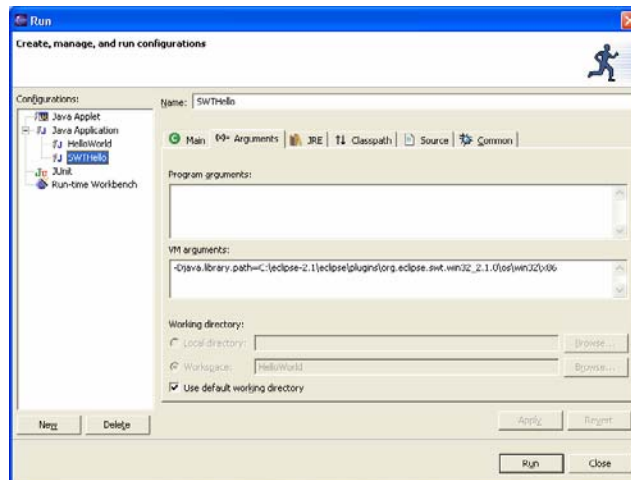 Run
Create, manage, and run configurations
Configurations:
Java Applet
Java Application
HelloWorld
SWTHello
JUnit
Run-time Workbench
New
Delete
Name: SWTHello
Main
Arguments
JRE
Classpath
Source
Common
Program arguments:
VM arguments:
-Djava.library.path=C:\eclipse-2.1\eclipse\plugins\org.eclipse.swt.win32_2.1.0\os\win32\x86
Working directory:
Local directory:
Browse...
Workspace: HelloWorld
Browse...
Use default working directory
Apply
Revert
Run
Close